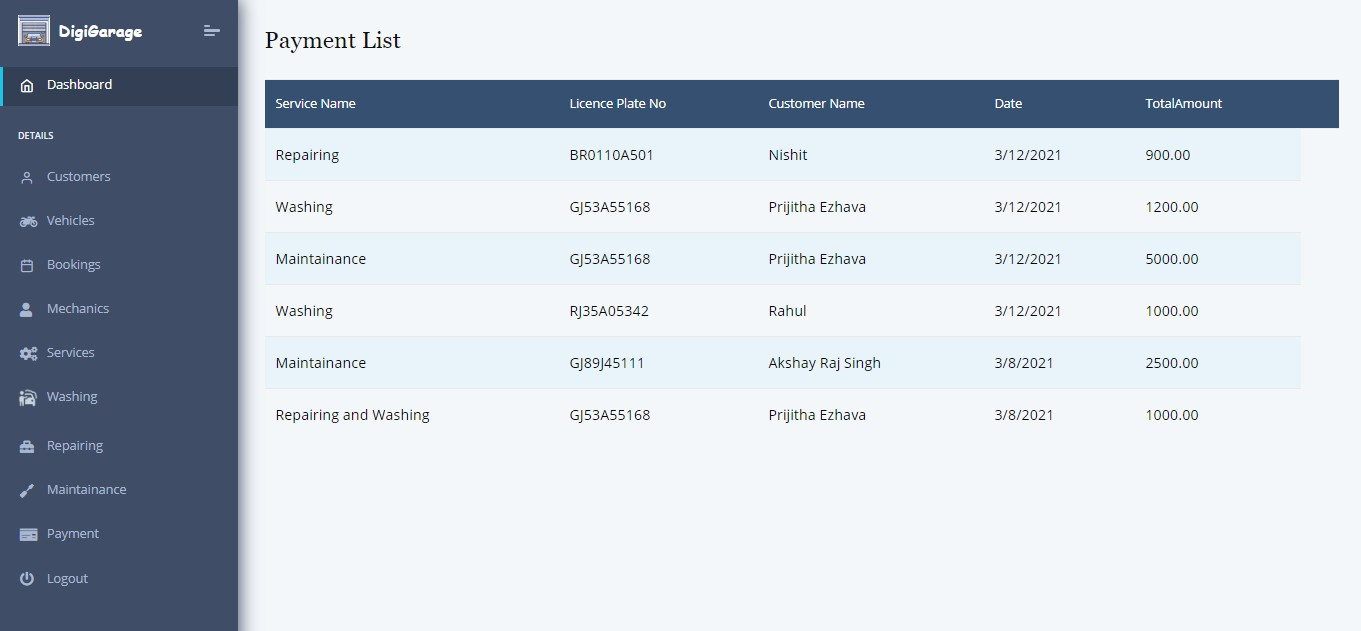 DigiGarage
Dashboard
DETAILS
Customers
Vehicles
Bookings
Mechanics
Services
Washing
Repairing
Maintainance
Payment
Logout
Payment List
Service Name Licence Plate No Customer Name Date TotalAmount
Repairing BR0110A501 Nishit 3/12/2021 900.00
Washing GJ53A55168 Prijitha Ezhava 3/12/2021 1200.00
Maintainance GJ53A55168 Prijitha Ezhava 3/12/2021 5000.00
Washing RJ35A05342 Rahul 3/12/2021 1000.00
Maintainance GJ89J45111 Akshay Raj Singh 3/8/2021 2500.00
Repairing and Washing GJ53A55168 Prijitha Ezhava 3/8/2021 1000.00